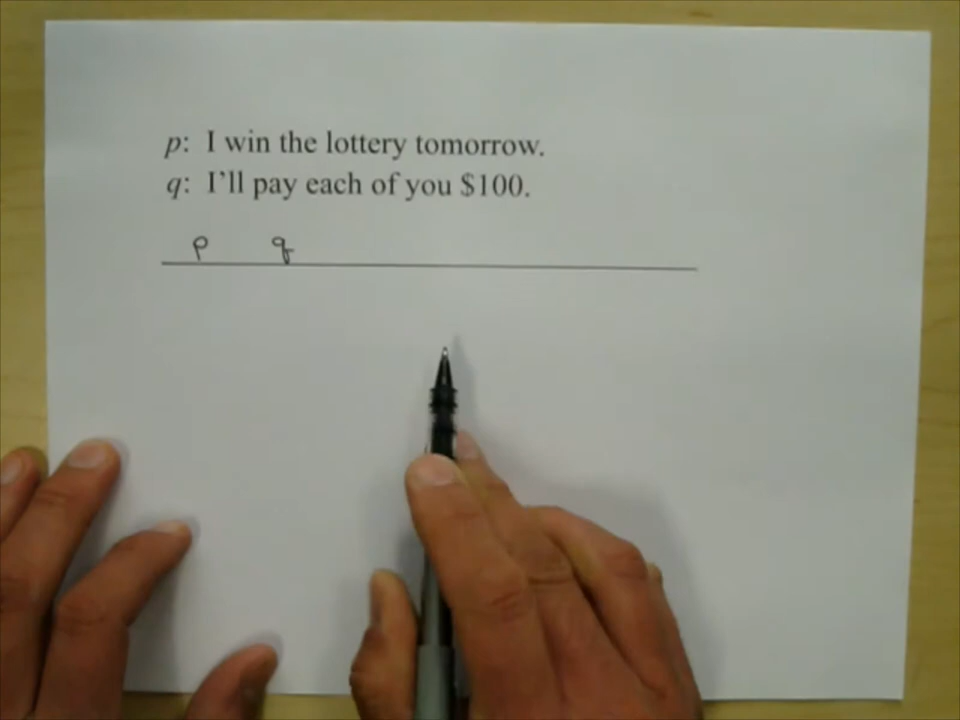 p: I win the lottery tomorrow.
q: I'll pay each of you $100.
p q